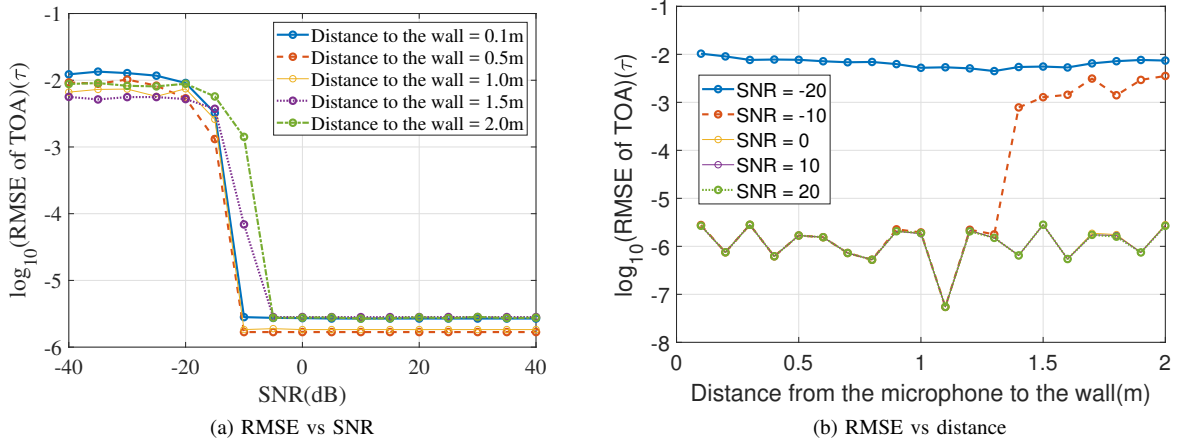 -1
-2
-3
-4
-5
-6
-40
-20
0
20
40
log10(RMSE of TOA)(τ)
SNR(dB)
Distance to the wall = 0.1m
Distance to the wall = 0.5m
Distance to the wall = 1.0m
Distance to the wall = 1.5m
Distance to the wall = 2.0m
(a) RMSE vs SNR
-1
-2
-3
-4
-5
-6
-7
-8
0
0.5
1
1.5
2
log10(RMSE of TOA)(τ)
Distance from the microphone to the wall(m)
SNR = -20
SNR = -10
SNR = 0
SNR = 10
SNR = 20
(b) RMSE vs distance